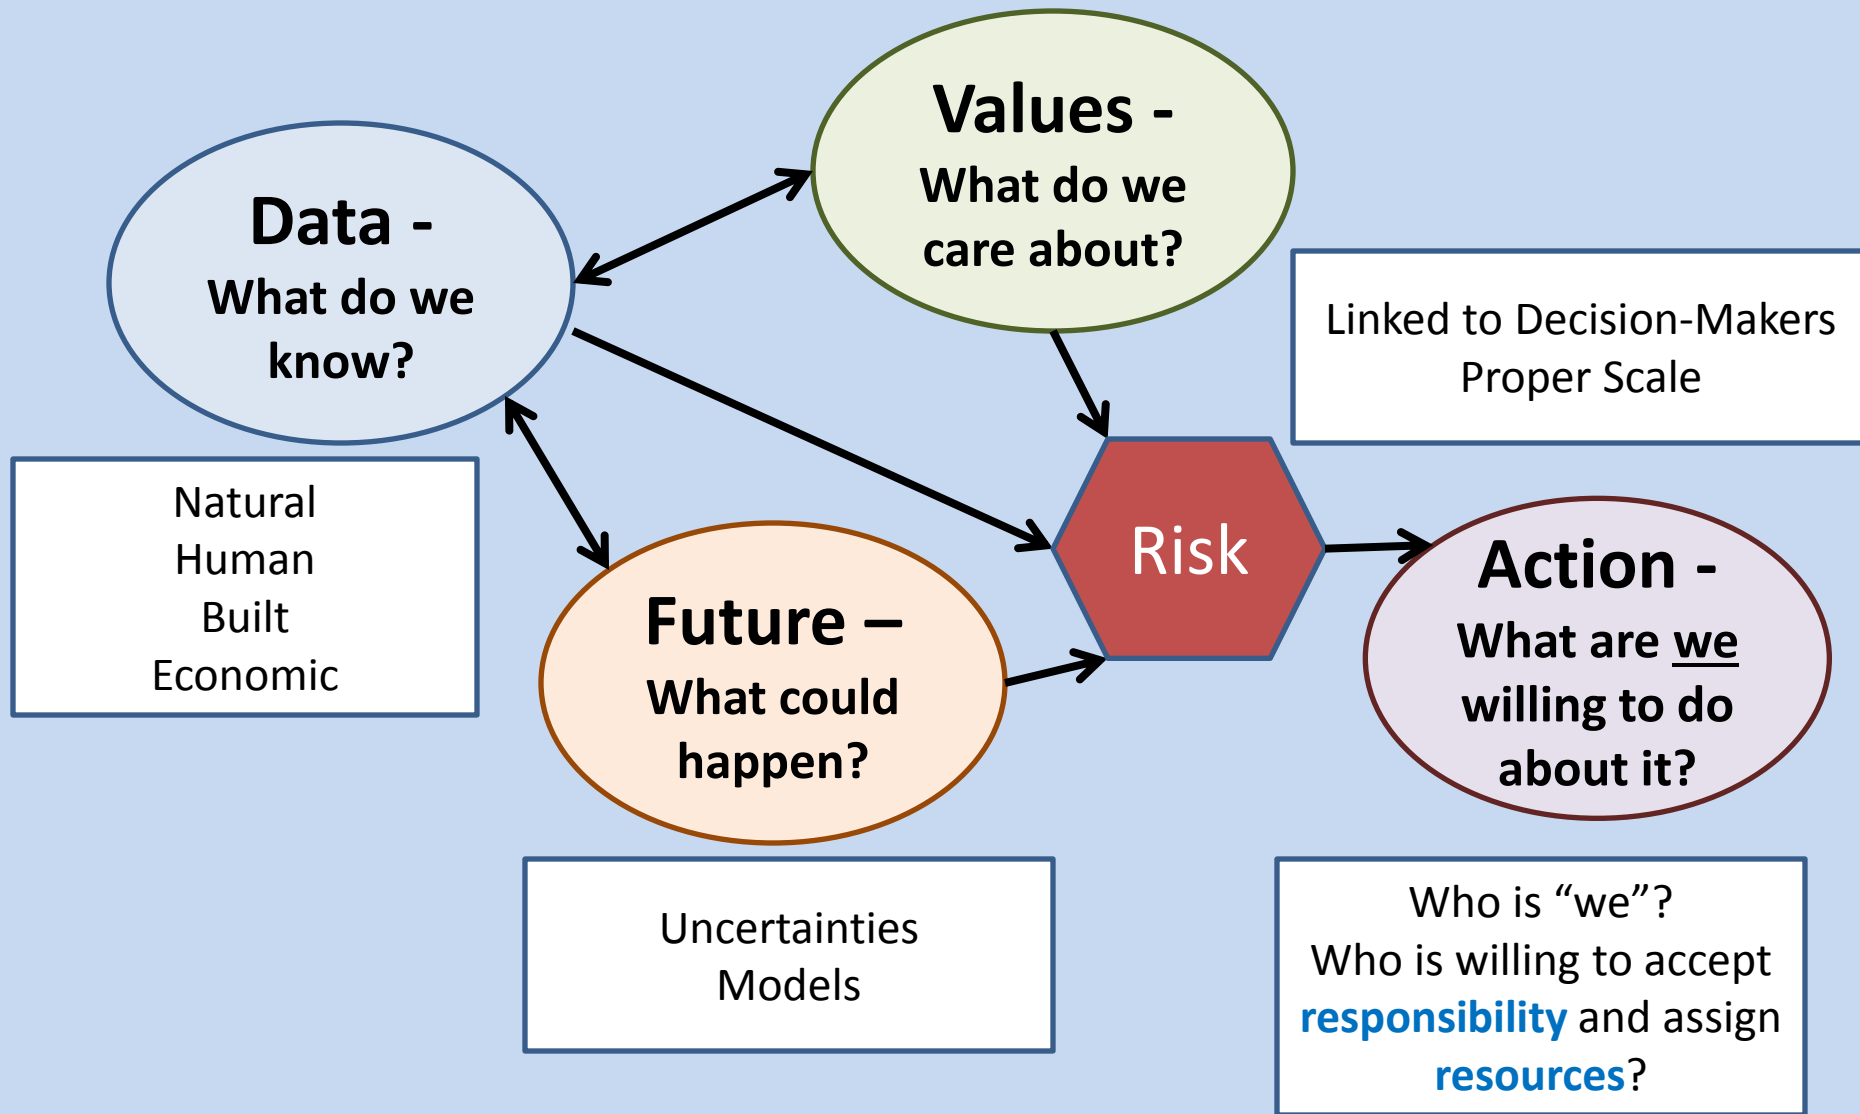 Values -
What do we
care about?
Data -
What do we
know?
Linked to Decision-Makers
Proper Scale
Natural
Human
Built
Economic
Risk
Future –
What could
happen?
Action -
What are we
willing to do
about it?
Uncertainties
Models
Who is “we”?
Who is willing to accept
responsibility and assign
resources?